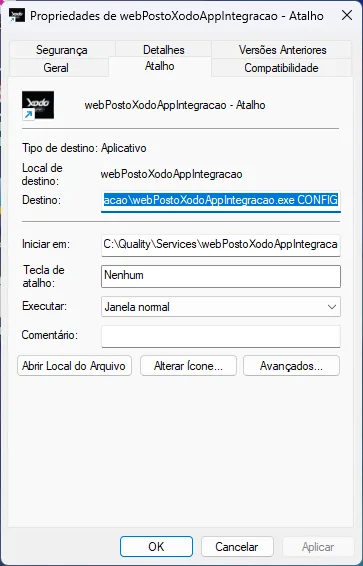 Propriedades de webPostoXodoAppIntegracao - Atalho
Segurança Detalhes Versões Anteriores
Geral Atalho Compatibilidade
Xodo
webPostoXodoAppIntegracao - Atalho
Tipo de destino: Aplicativo
Local de destino: webPostoXodoAppIntegracao
Destino: acao\webPostoXodoAppIntegracao.exe CONFIG
Iniciar em: C:\Quality\Services\webPostoXodoAppIntegraca
Tecla de atalho: Nenhum
Executar: Janela normal
Comentário:
Abrir Local do Arquivo Alterar Ícone... Avançados...
OK Cancelar Aplicar